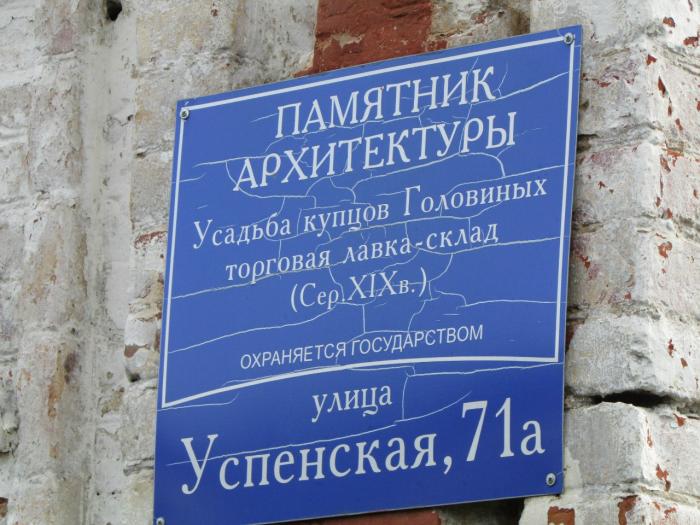 ПАМЯТНИК
АРХИТЕКТУРЫ
Усадьба купцов Головиных
торговая лавка-склад
(Сер.XIXв.)
ОХРАНЯЕТСЯ ГОСУДАРСТВОМ
улица
Успенская, 71а